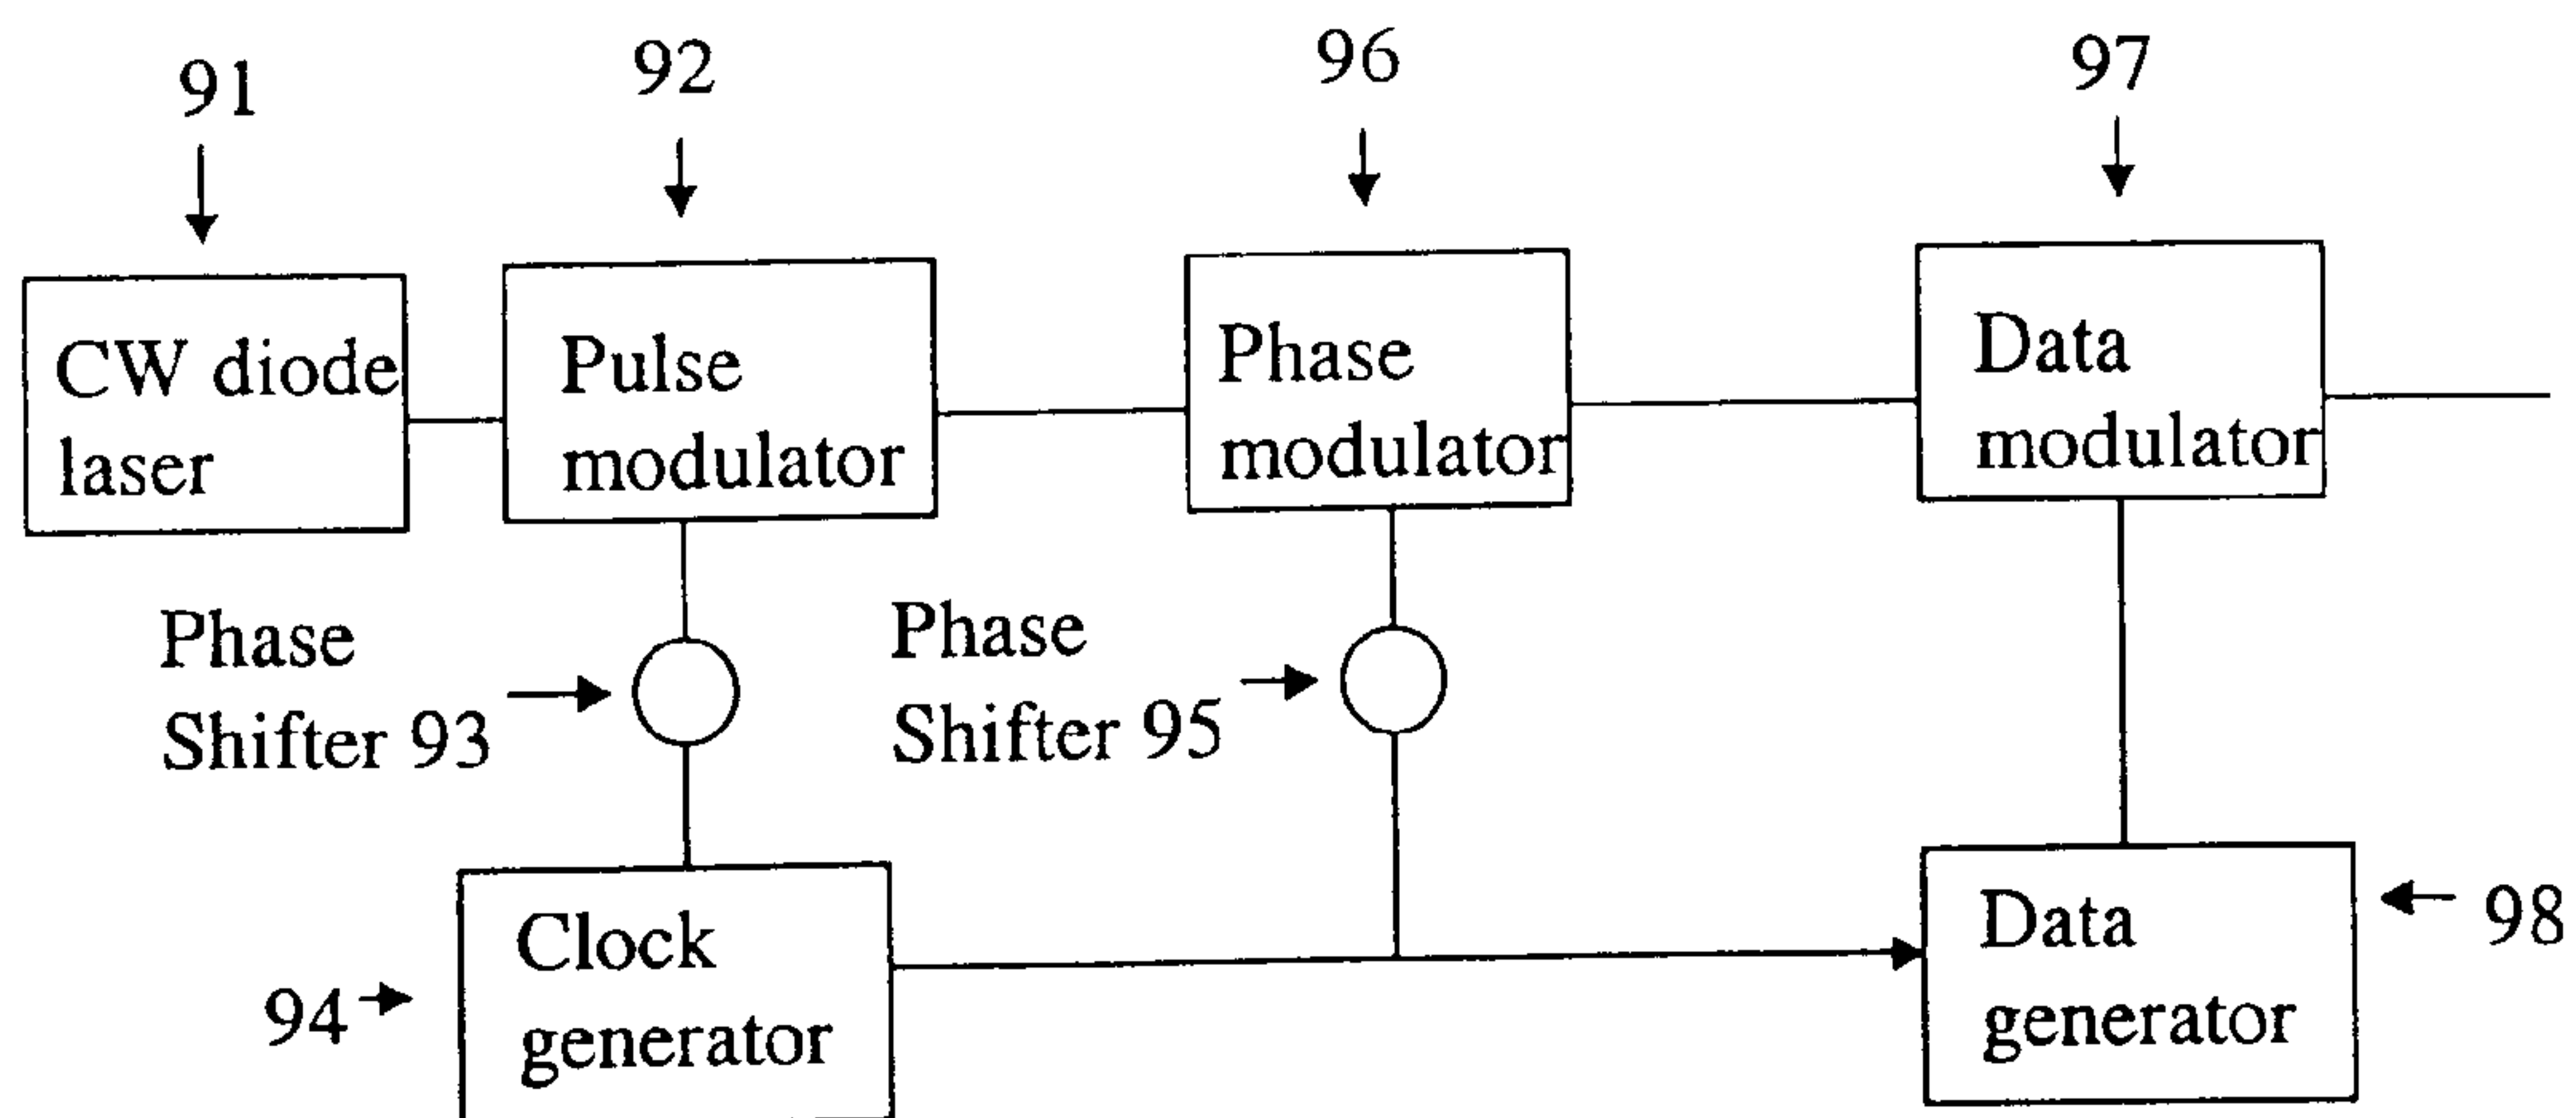 91
92
96
97
CW diode
laser
Pulse
modulator
Phase
modulator
Data
modulator
Phase
Shifter 93
Phase
Shifter 95
94
Clock
generator
Data
generator
98